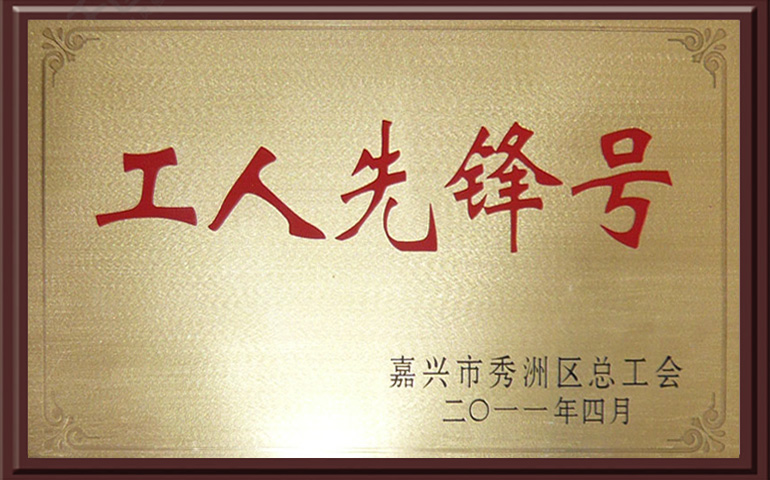 工人先锋号
嘉兴市秀洲区总工会
二〇一一年四月